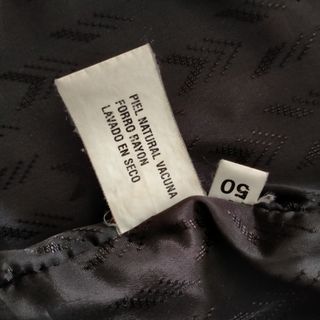 PIEL NATURAL VACUNA
FORRO RAYON
LAVADO EN SECO
50